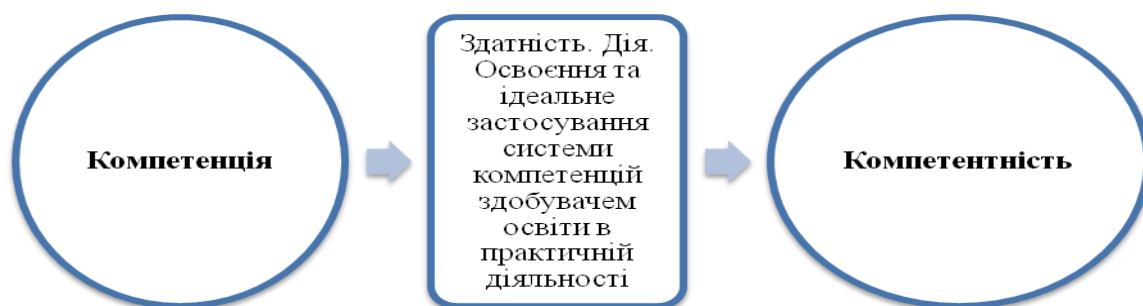 Компетенція
Здатність. Дія.
Освоєння та
ідеальне
застосування
системи
компетенцій
здобувачем
освіти в
практичній
діяльності
Компетентність